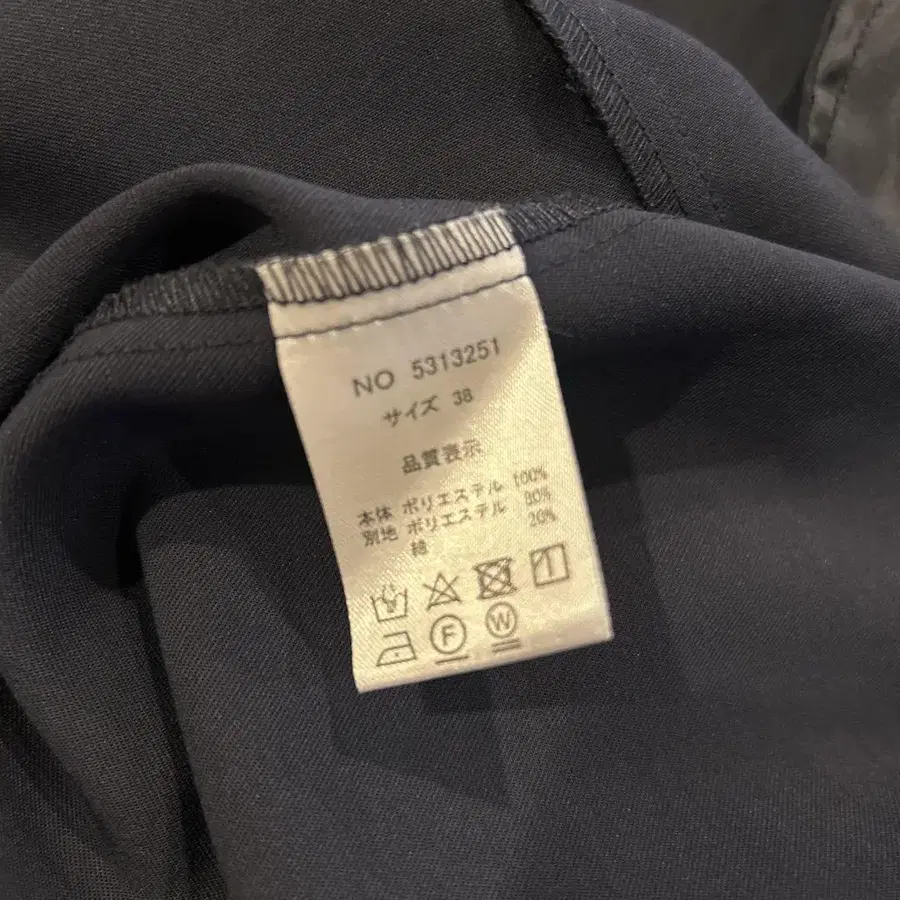 NO 5313251
サイズ 38
品質表示
本体 ポリエステル 100%
別地 ポリエステル 80%
綿 20%
F W